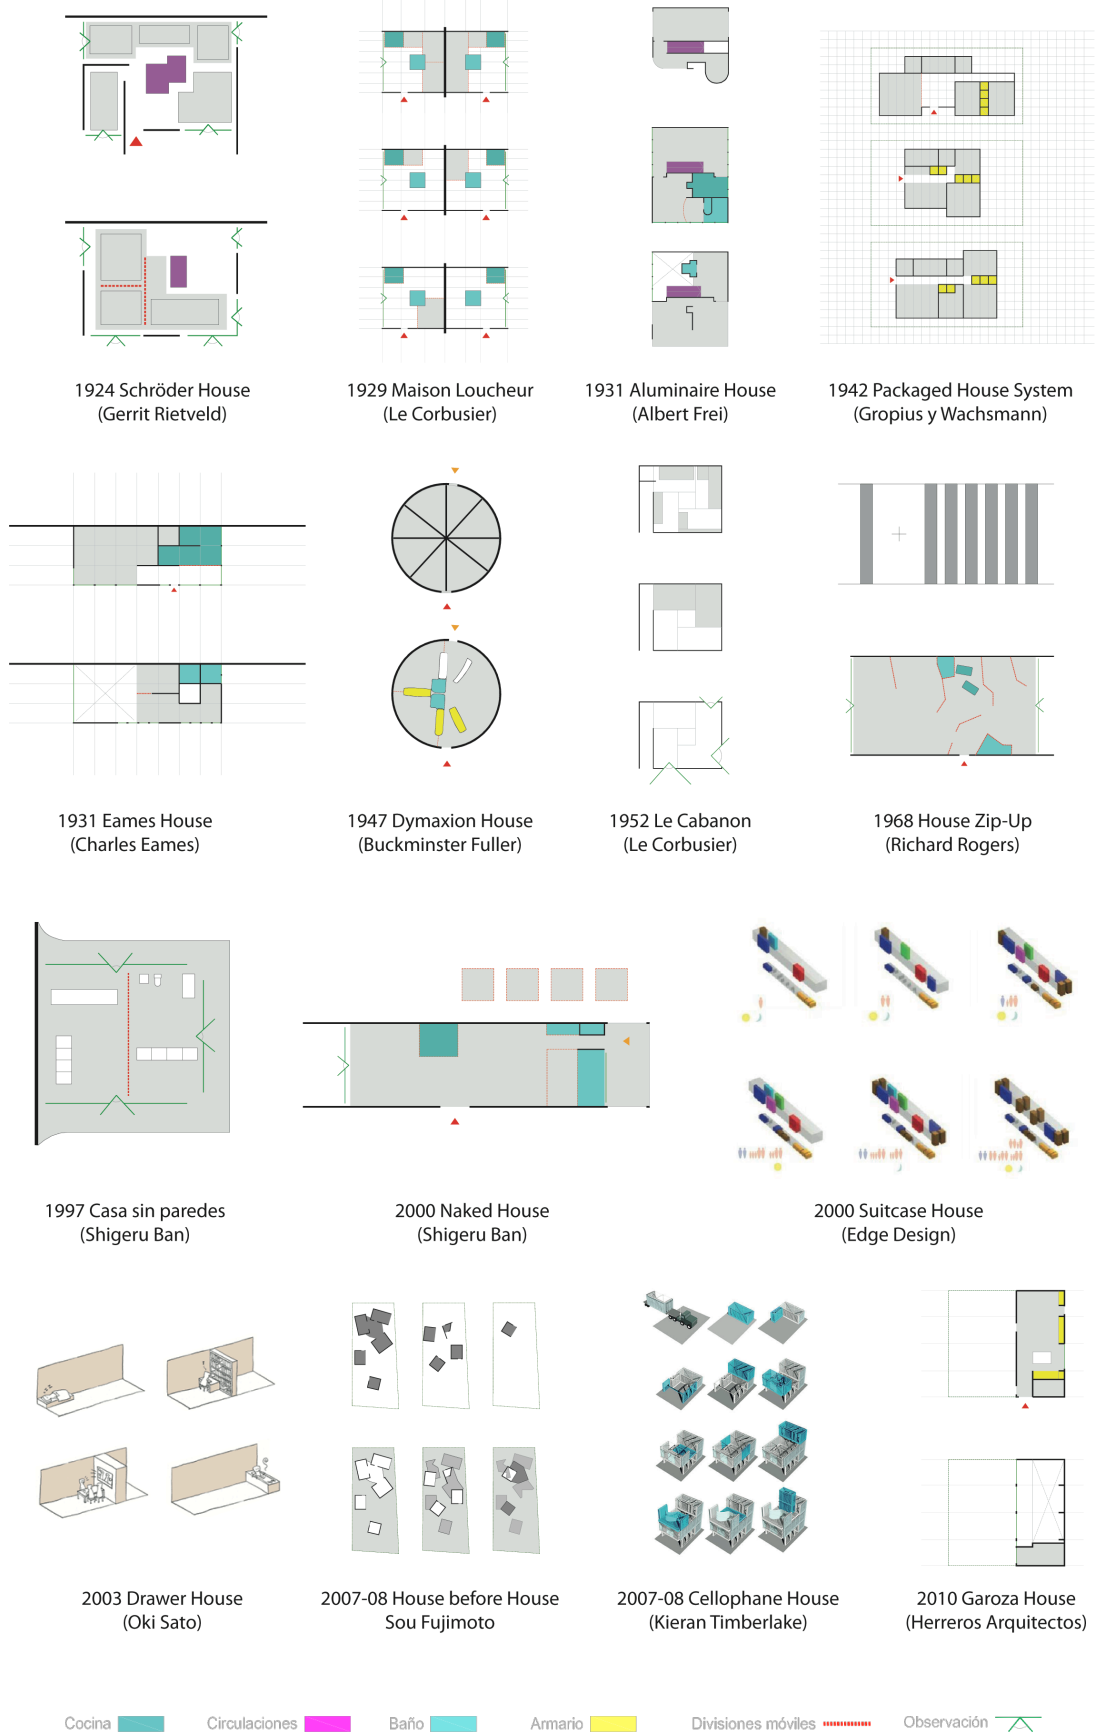 1924 Schröder House
(Gerrit Rietveld)
1929 Maison Loucheur
(Le Corbusier)
1931 Aluminaire House
(Albert Frei)
1942 Packaged House System
(Gropius y Wachsmann)
1931 Eames House
(Charles Eames)
1947 Dymaxion House
(Buckminster Fuller)
1952 Le Cabanon
(Le Corbusier)
1968 House Zip-Up
(Richard Rogers)
1997 Casa sin paredes
(Shigeru Ban)
2000 Naked House
(Shigeru Ban)
2000 Suitcase House
(Edge Design)
2003 Drawer House
(Oki Sato)
2007-08 House before House
Sou Fujimoto
2007-08 Cellophane House
(Kieran Timberlake)
2010 Garoza House
(Herreros Arquitectos)
Cocina
Circulaciones
Baño
Armario
Divisiones móviles
Observación